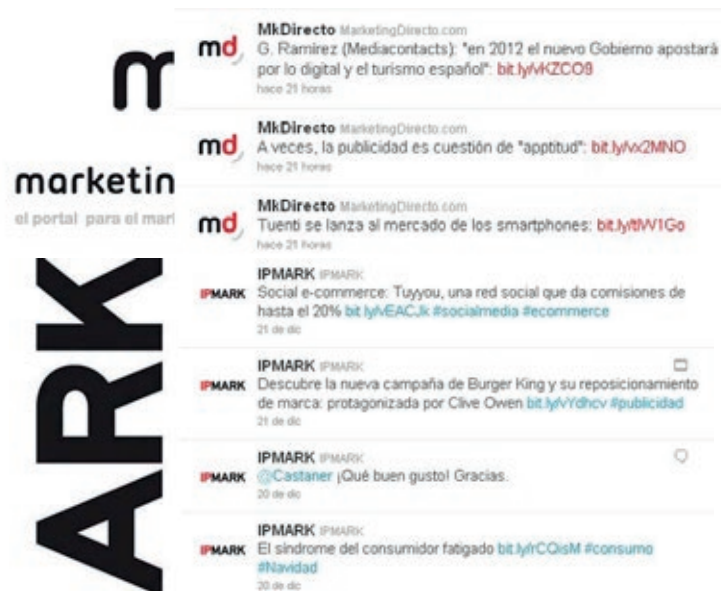 m
marketin
el portal para el mar
ARK
md
MkDirecto MarketingDirecto.com
G. Ramírez (Mediacontacts): "en 2012 el nuevo Gobierno apostará
por lo digital y el turismo español": bit.ly/vKZCO9
hace 21 horas
md
MkDirecto MarketingDirecto.com
A veces, la publicidad es cuestión de "apptitud": bit.ly/vx2MNO
hace 21 horas
md
MkDirecto MarketingDirecto.com
Tuenti se lanza al mercado de los smartphones:
hace 21 horas
IPMARK
IPMARK IPMARK
Social e-commerce: Tuyyou, una red social que da comisiones de
hasta el 20% bit.ly/vEACJk #socialmedia #ecommerce
21 de dic
IPMARK
IPMARK IPMARK
Descubre la nueva campaña de Burger King y su reposicionamiento
de marca: protagonizada por Clive Owen bit.ly/vYdhcv #publicidad
21 de dic
IPMARK
IPMARK IPMARK
@Castaner ¡Qué buen gusto! Gracias.
20 de dic
IPMARK
IPMARK IPMARK
El síndrome del consumidor fatigado bit.ly/rCQisM #consumo
#Navidad
20 de dic